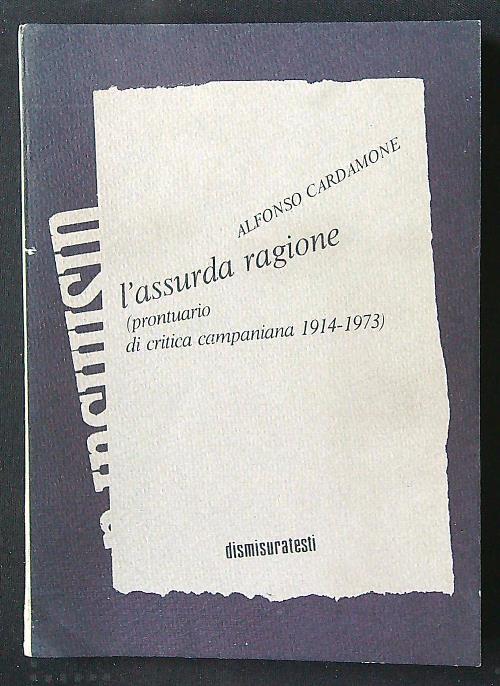 ALFONSO CARDAMONE
l'assurda ragione
(prontuario
di critica campaniana 1914-1973)
dismisuratesti